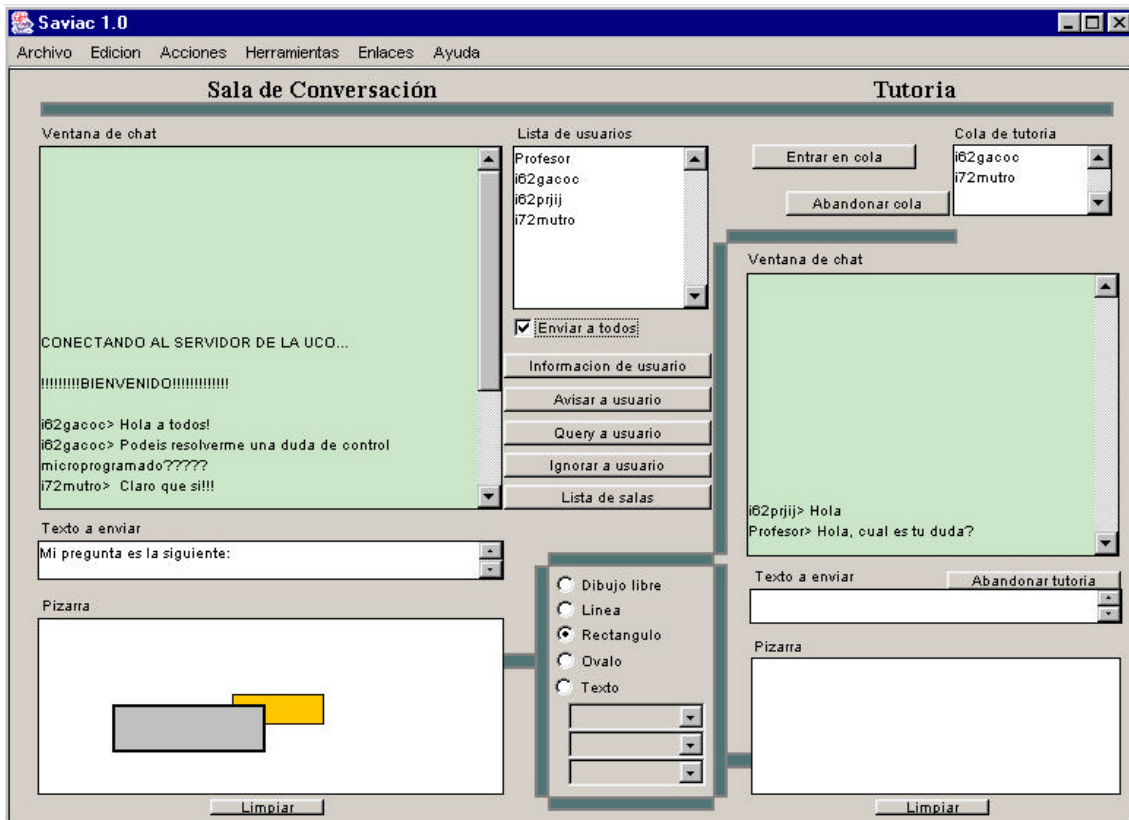 Saviac 1.0
Archivo Edicion Acciones Herramientas Enlaces Ayuda
Sala de Conversación
Tutoria
Ventana de chat
CONECTANDO AL SERVIDOR DE LA UCO...
!!!!!!!!!BIENVENIDO!!!!!!!!!!!!!
i62gacoc> Hola a todos!
i62gacoc> Podeis resolverme una duda de control
microprogramado?????
i72mutro> Claro que si!!!
Texto a enviar
Mi pregunta es la siguiente:
Pizarra
Limpiar
Lista de usuarios
Profesor
i62gacoc
i62prjij
i72mutro
Enviar a todos
Informacion de usuario
Avisar a usuario
Query a usuario
Ignorar a usuario
Lista de salas
Dibujo libre
Linea
Rectangulo
Ovalo
Texto
Entrar en cola
Abandonar cola
Cola de tutoria
i62gacoc
i72mutro
Ventana de chat
i62prjij> Hola
Profesor> Hola, cual es tu duda?
Texto a enviar
Abandonar tutoria
Pizarra
Limpiar